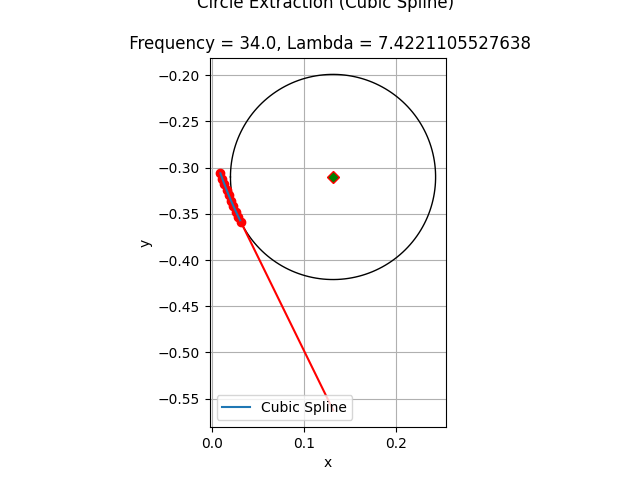 Circle Extraction (Cubic Spline)
Frequency = 34.0, Lambda = 7.4221105527638
−0.20
−0.25
−0.30
−0.35
−0.40
−0.45
−0.50
−0.55
y
Cubic Spline
0.0
0.1
0.2
x